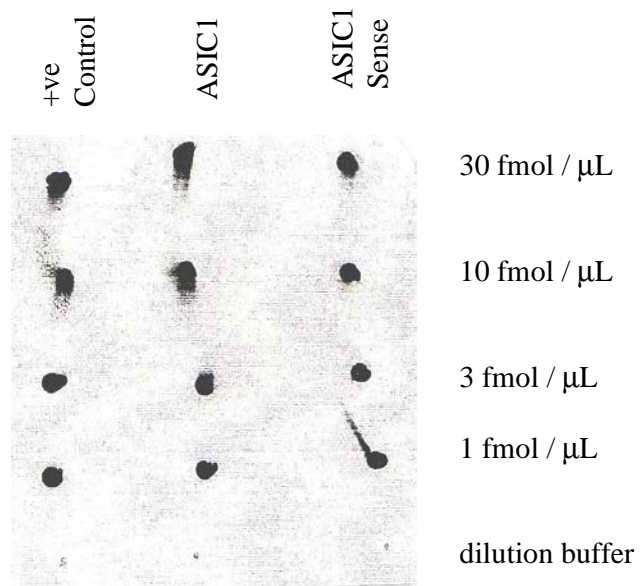 +ve
Control
ASIC1
ASIC1
Sense
30 fmol / μL
10 fmol / μL
3 fmol / μL
1 fmol / μL
dilution buffer